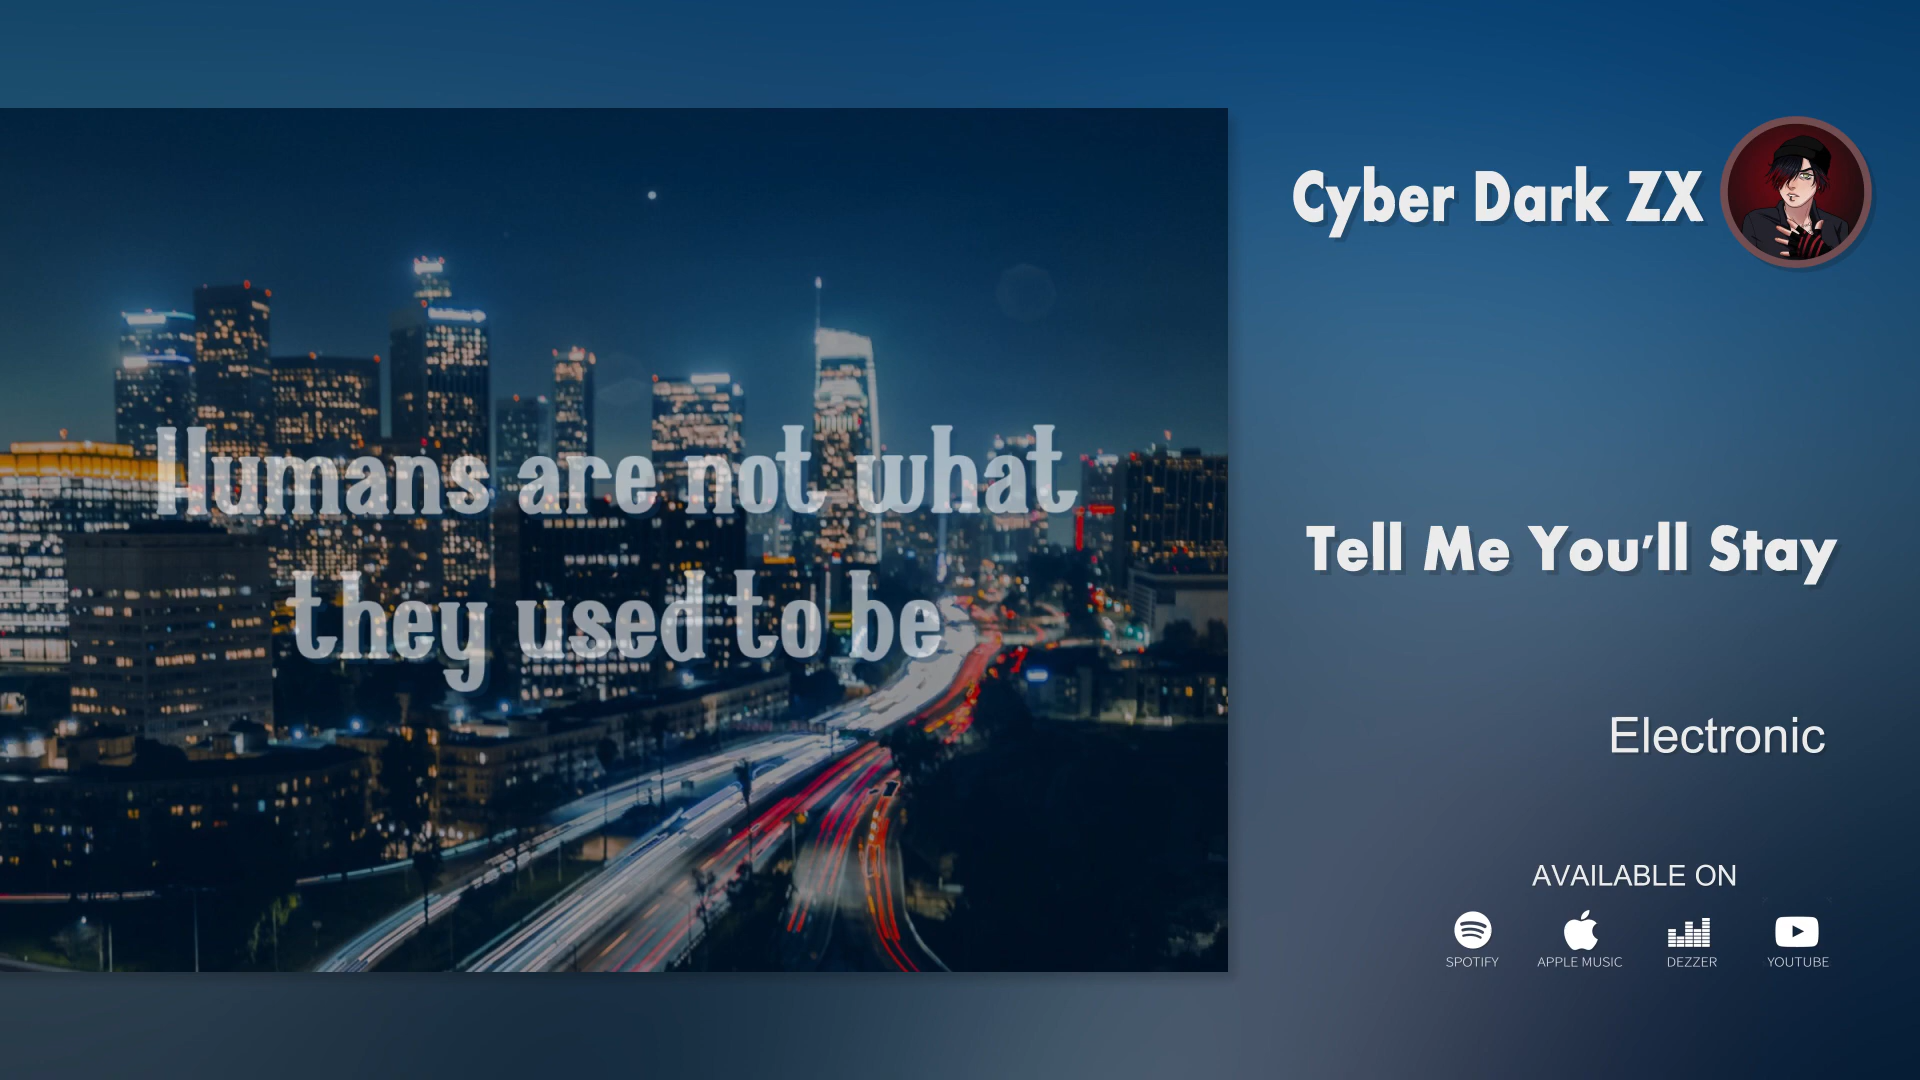 Humans are not what
they used to be
Cyber Dark ZX
Tell Me You'll Stay
Electronic
AVAILABLE ON
SPOTIFY
APPLE MUSIC
DEZZER
YOUTUBE